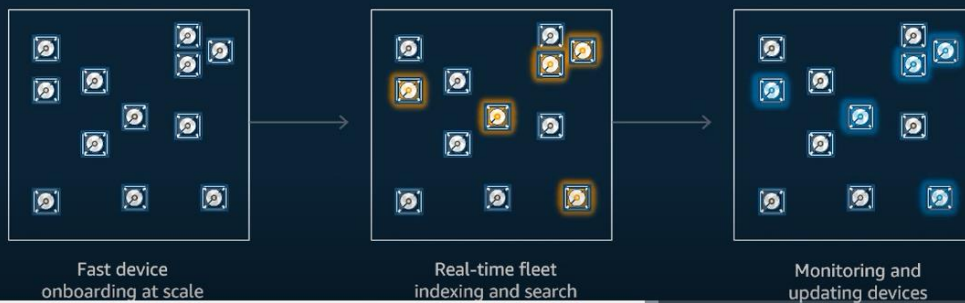 Fast device
onboarding at scale
Real-time fleet
indexing and search
Monitoring and
updating devices